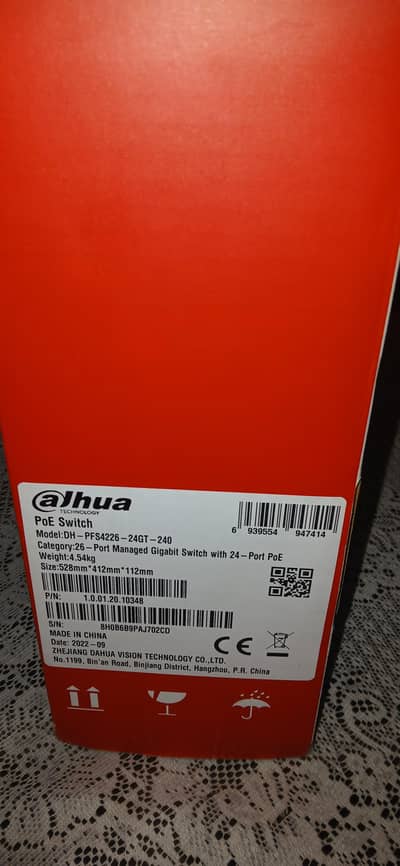 alhua
TECHNOLOGY
PoE Switch
Model:DH-PFS4226-24GT-240
Category:26-Port Managed Gigabit Switch with 24-Port PoE
Weight:4.54kg
Size:528mm*412mm*112mm
6 939554 947414
P/N: 1.0.01.20.10348
S/N: 8H0B6B9PAJ702CD
MADE IN CHINA
Date: 2022-09
ZHEJIANG DAHUA VISION TECHNOLOGY CO.,LTD.
No.1199, Bin'an Road, Binjiang District, Hangzhou, P.R. China
CE